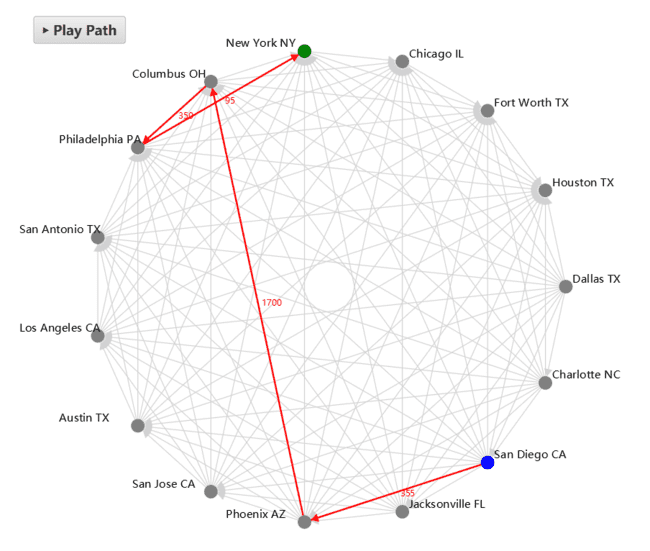 ▸ Play Path
New York NY
Chicago IL
Columbus OH
95
Fort Worth TX
350
Philadelphia PA
Houston TX
San Antonio TX
Dallas TX
1700
Los Angeles CA
Charlotte NC
Austin TX
San Diego CA
San Jose CA
355
Jacksonville FL
Phoenix AZ